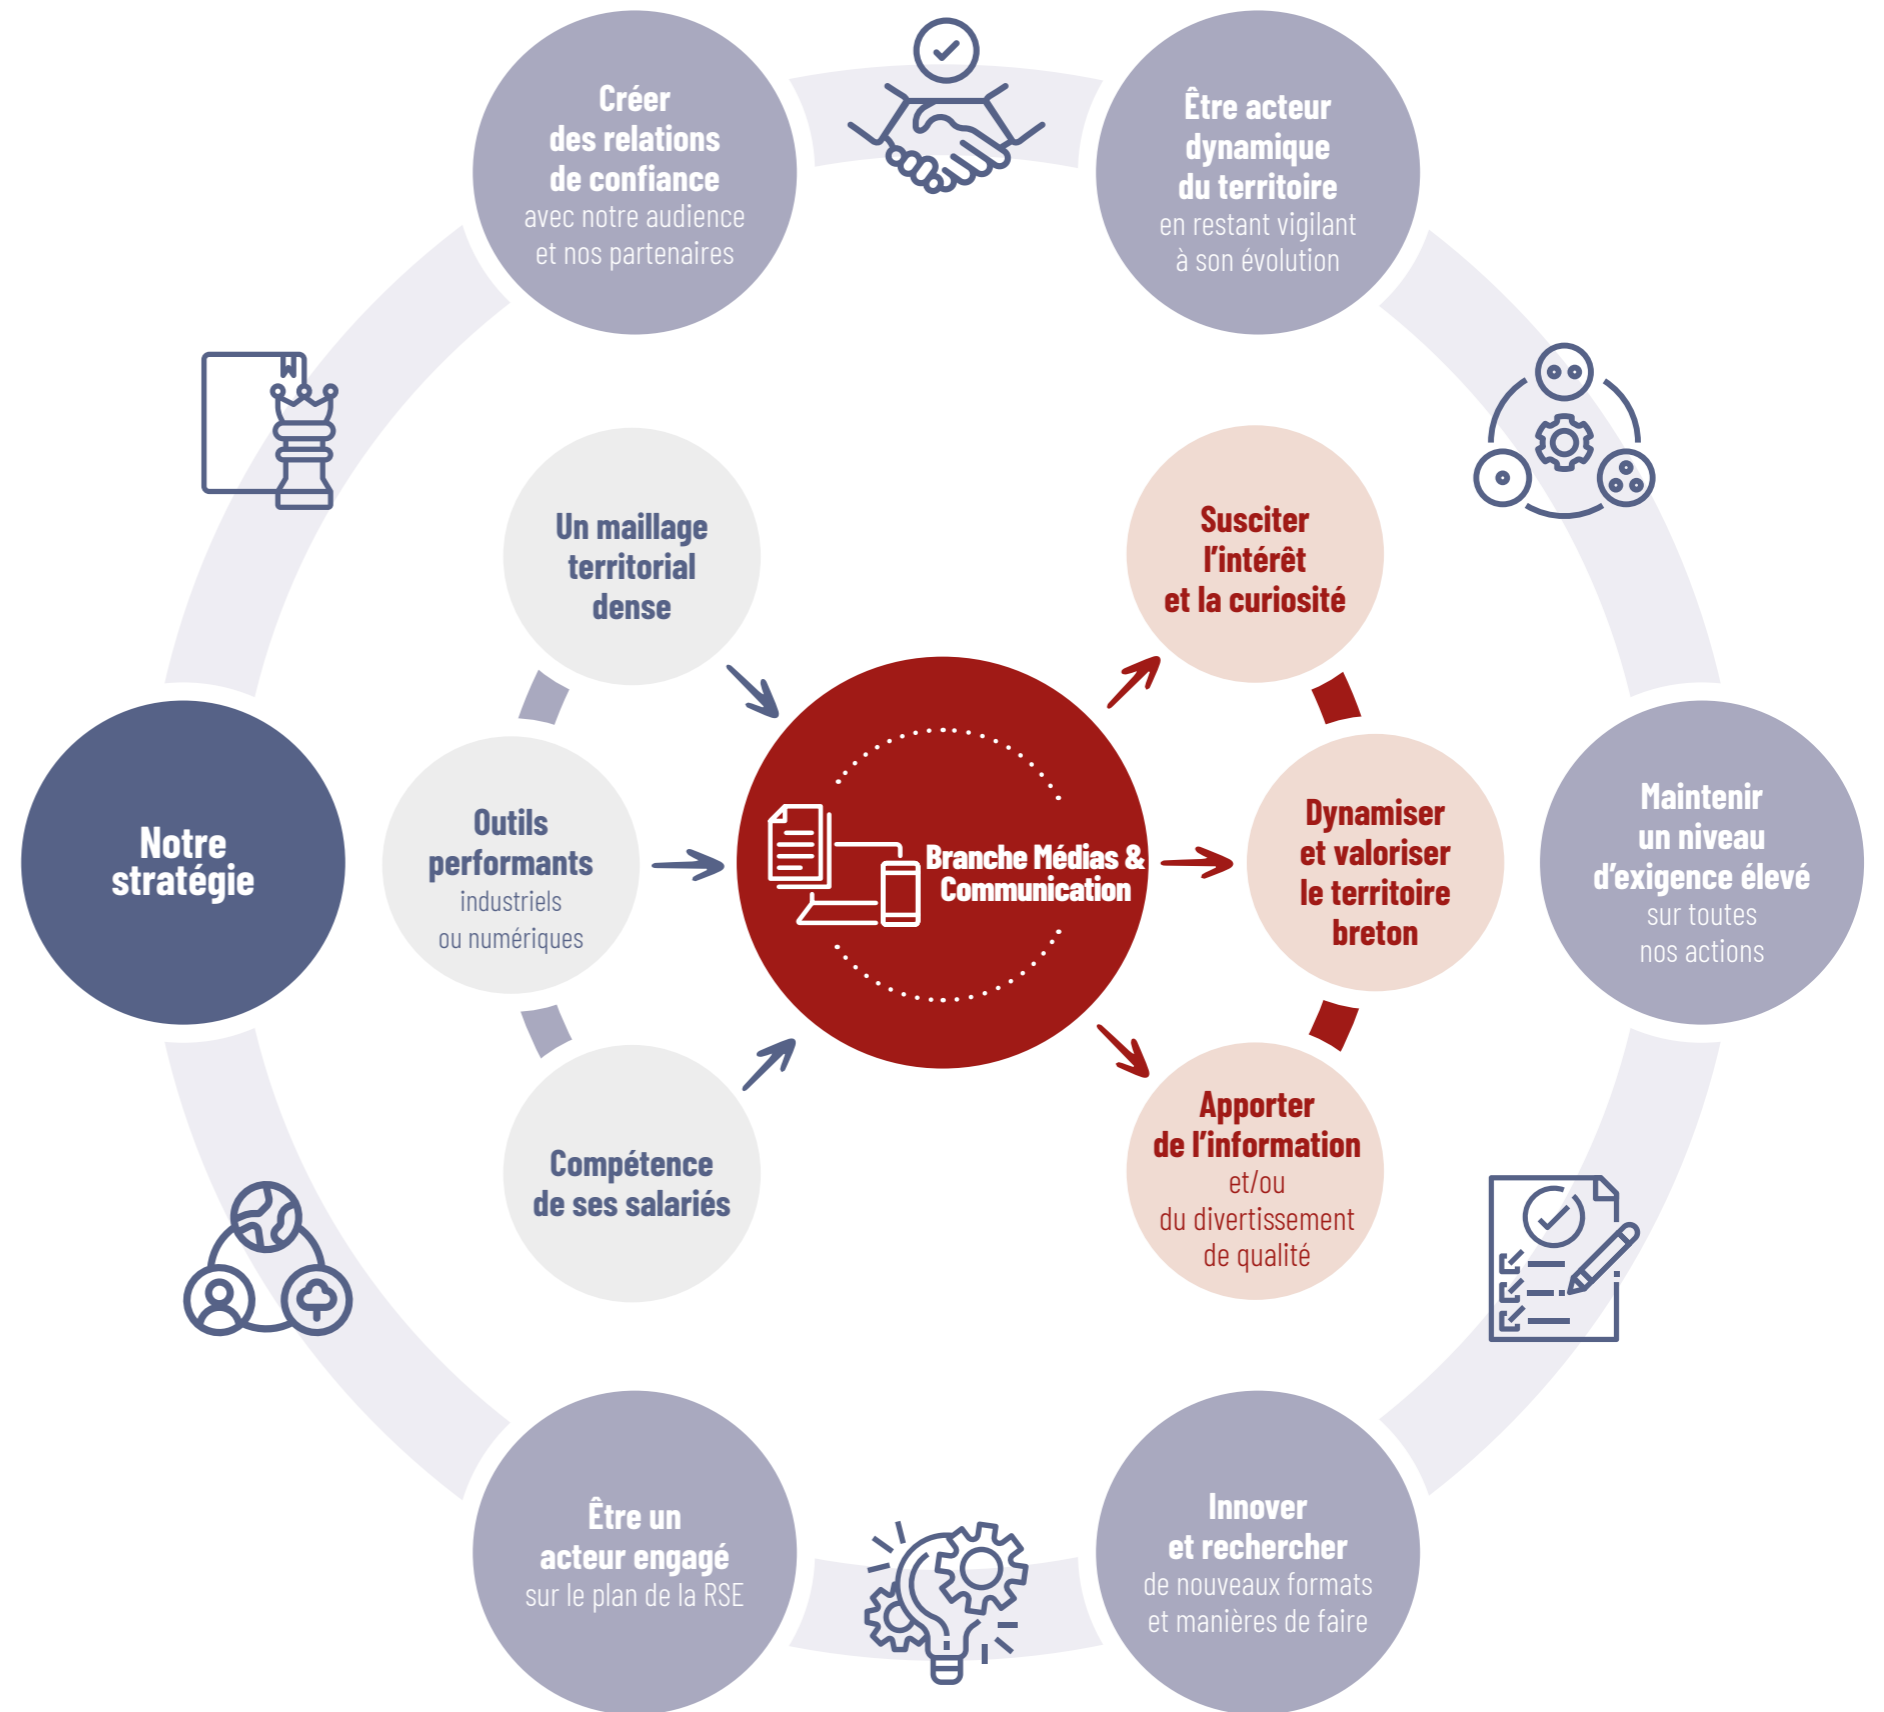 Créer
des relations
de confiance
avec notre audience
et nos partenaires
Être acteur
dynamique
du territoire
en restant vigilant
à son évolution
Un maillage
territorial
dense
Susciter
l’intérêt
et la curiosité
Notre
stratégie
Outils
performants
industriels
ou numériques
Branche Médias &
Communication
Dynamiser
et valoriser
le territoire
breton
Maintenir
un niveau
d’exigence élevé
sur toutes
nos actions
Compétence
de ses salariés
Apporter
de l’information
et/ou
du divertissement
de qualité
Être un
acteur engagé
sur le plan de la RSE
Innover
et rechercher
de nouveaux formats
et manières de faire